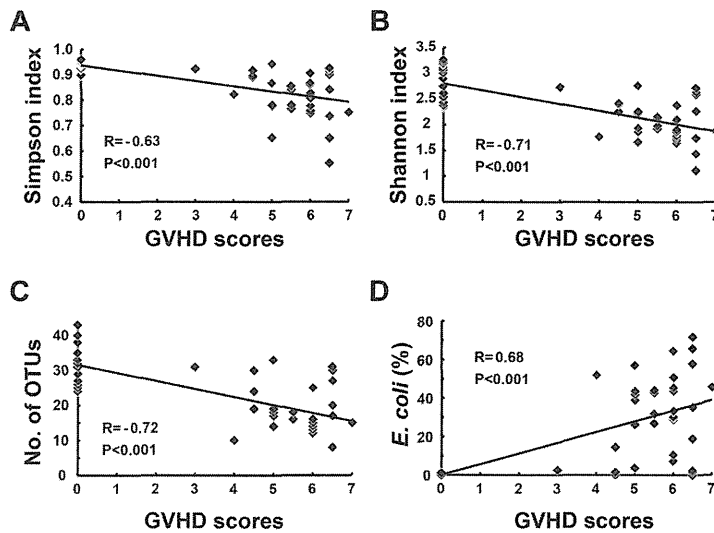 A
Simpson index
1.0
0.9
0.8
0.7
0.6
0.5
0.4
R=-0.63
P<0.001
0 1 2 3 4 5 6 7
GVHD scores
B
Shannon index
3.5
3
2.5
2
1.5
1
0.5
R=-0.71
P<0.001
0 1 2 3 4 5 6 7
GVHD scores
C
No. of OTUs
40
30
20
10
0
R=-0.72
P<0.001
0 1 2 3 4 5 6 7
GVHD scores
D
E. coli (%)
80
60
40
20
0
R=0.68
P<0.001
0 1 2 3 4 5 6 7
GVHD scores